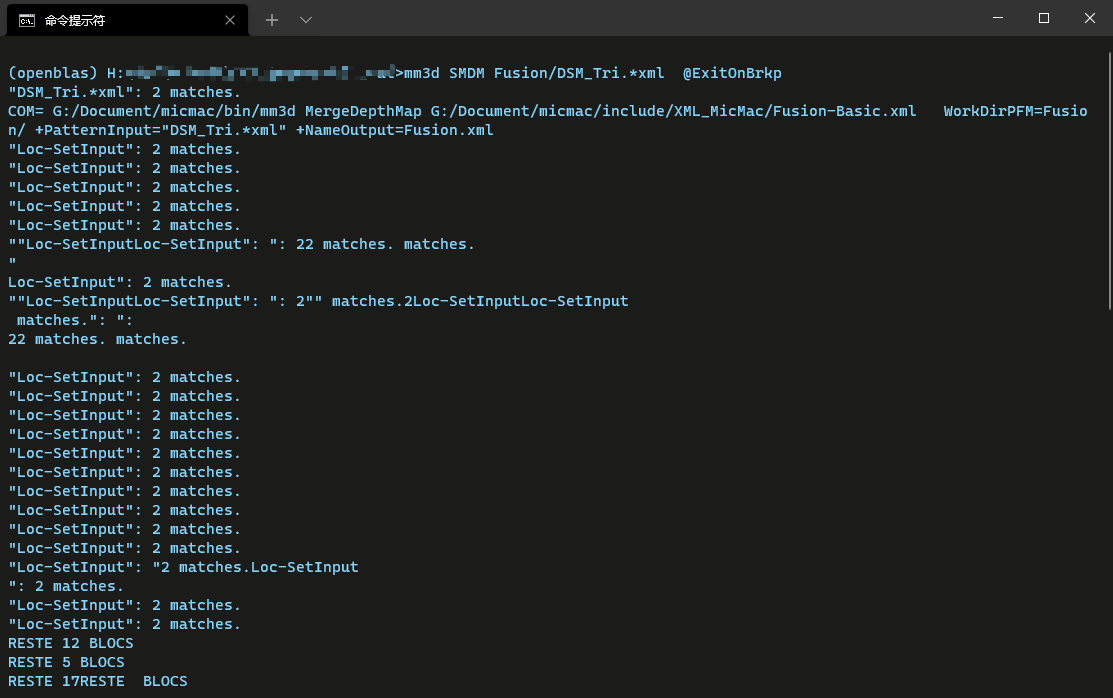 命令提示符
(openblas) H:>mm3d SMDM Fusion/DSM_Tri.*xml  @ExitOnBrkp
"DSM_Tri.*xml": 2 matches.
COM= G:/Document/micmac/bin/mm3d MergeDepthMap G:/Document/micmac/include/XML_MicMac/Fusion-Basic.xml   WorkDirPFM=Fusio
n/ +PatternInput="DSM_Tri.*xml" +NameOutput=Fusion.xml
"Loc-SetInput": 2 matches.
"Loc-SetInput": 2 matches.
"Loc-SetInput": 2 matches.
"Loc-SetInput": 2 matches.
"Loc-SetInput": 2 matches.
""Loc-SetInputLoc-SetInput": ": 22 matches. matches.
"
Loc-SetInput": 2 matches.
""Loc-SetInputLoc-SetInput": ": 2"" matches.2Loc-SetInputLoc-SetInput
 matches.": ":
22 matches. matches.

"Loc-SetInput": 2 matches.
"Loc-SetInput": 2 matches.
"Loc-SetInput": 2 matches.
"Loc-SetInput": 2 matches.
"Loc-SetInput": 2 matches.
"Loc-SetInput": 2 matches.
"Loc-SetInput": 2 matches.
"Loc-SetInput": 2 matches.
"Loc-SetInput": 2 matches.
"Loc-SetInput": 2 matches.
"Loc-SetInput": "2 matches.Loc-SetInput
": 2 matches.
"Loc-SetInput": 2 matches.
"Loc-SetInput": 2 matches.
RESTE 12 BLOCS
RESTE 5 BLOCS
RESTE 17RESTE  BLOCS